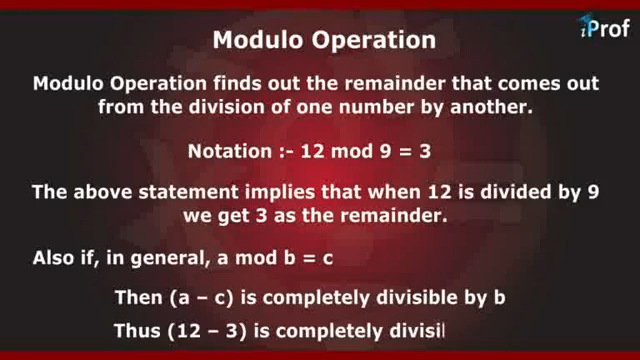 iProf
Modulo Operation
Modulo Operation finds out the remainder that comes out
from the division of one number by another.
Notation :- 12 mod 9 = 3
The above statement implies that when 12 is divided by 9
we get 3 as the remainder.
Also if, in general, a mod b = c
Then (a – c) is completely divisible by b
Thus (12 – 3) is completely divisil